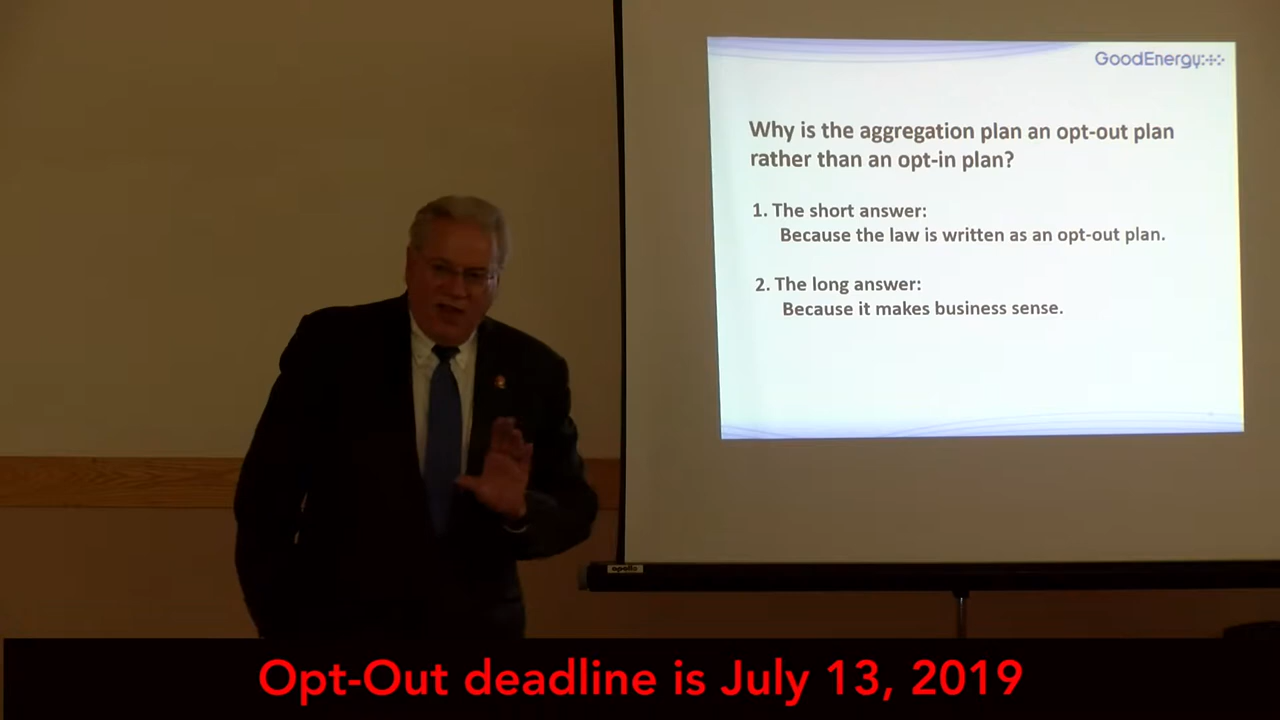 GoodEnergy
Why is the aggregation plan an opt-out plan
rather than an opt-in plan?
1. The short answer:
Because the law is written as an opt-out plan.
2. The long answer:
Because it makes business sense.
apollo
Opt-Out deadline is July 13, 2019